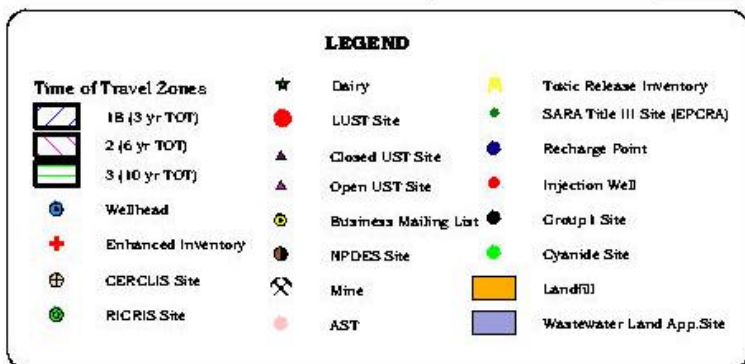 LEGEND
Time of Travel Zones
1B (3 yr TOT)
2 (6 yr TOT)
3 (10 yr TOT)
Wellhead
Enhanced Inventory
CERCLIS Site
RICRIS Site
Dairy
LUST Site
Closed UST Site
Open UST Site
Business Mailing List
NPDES Site
Mine
AST
Toxic Release Inventory
SARA Title III Site (EPCRA)
Recharge Point
Injection Well
Group 1 Site
Cyanide Site
Landfill
Wastewater Land App.Site